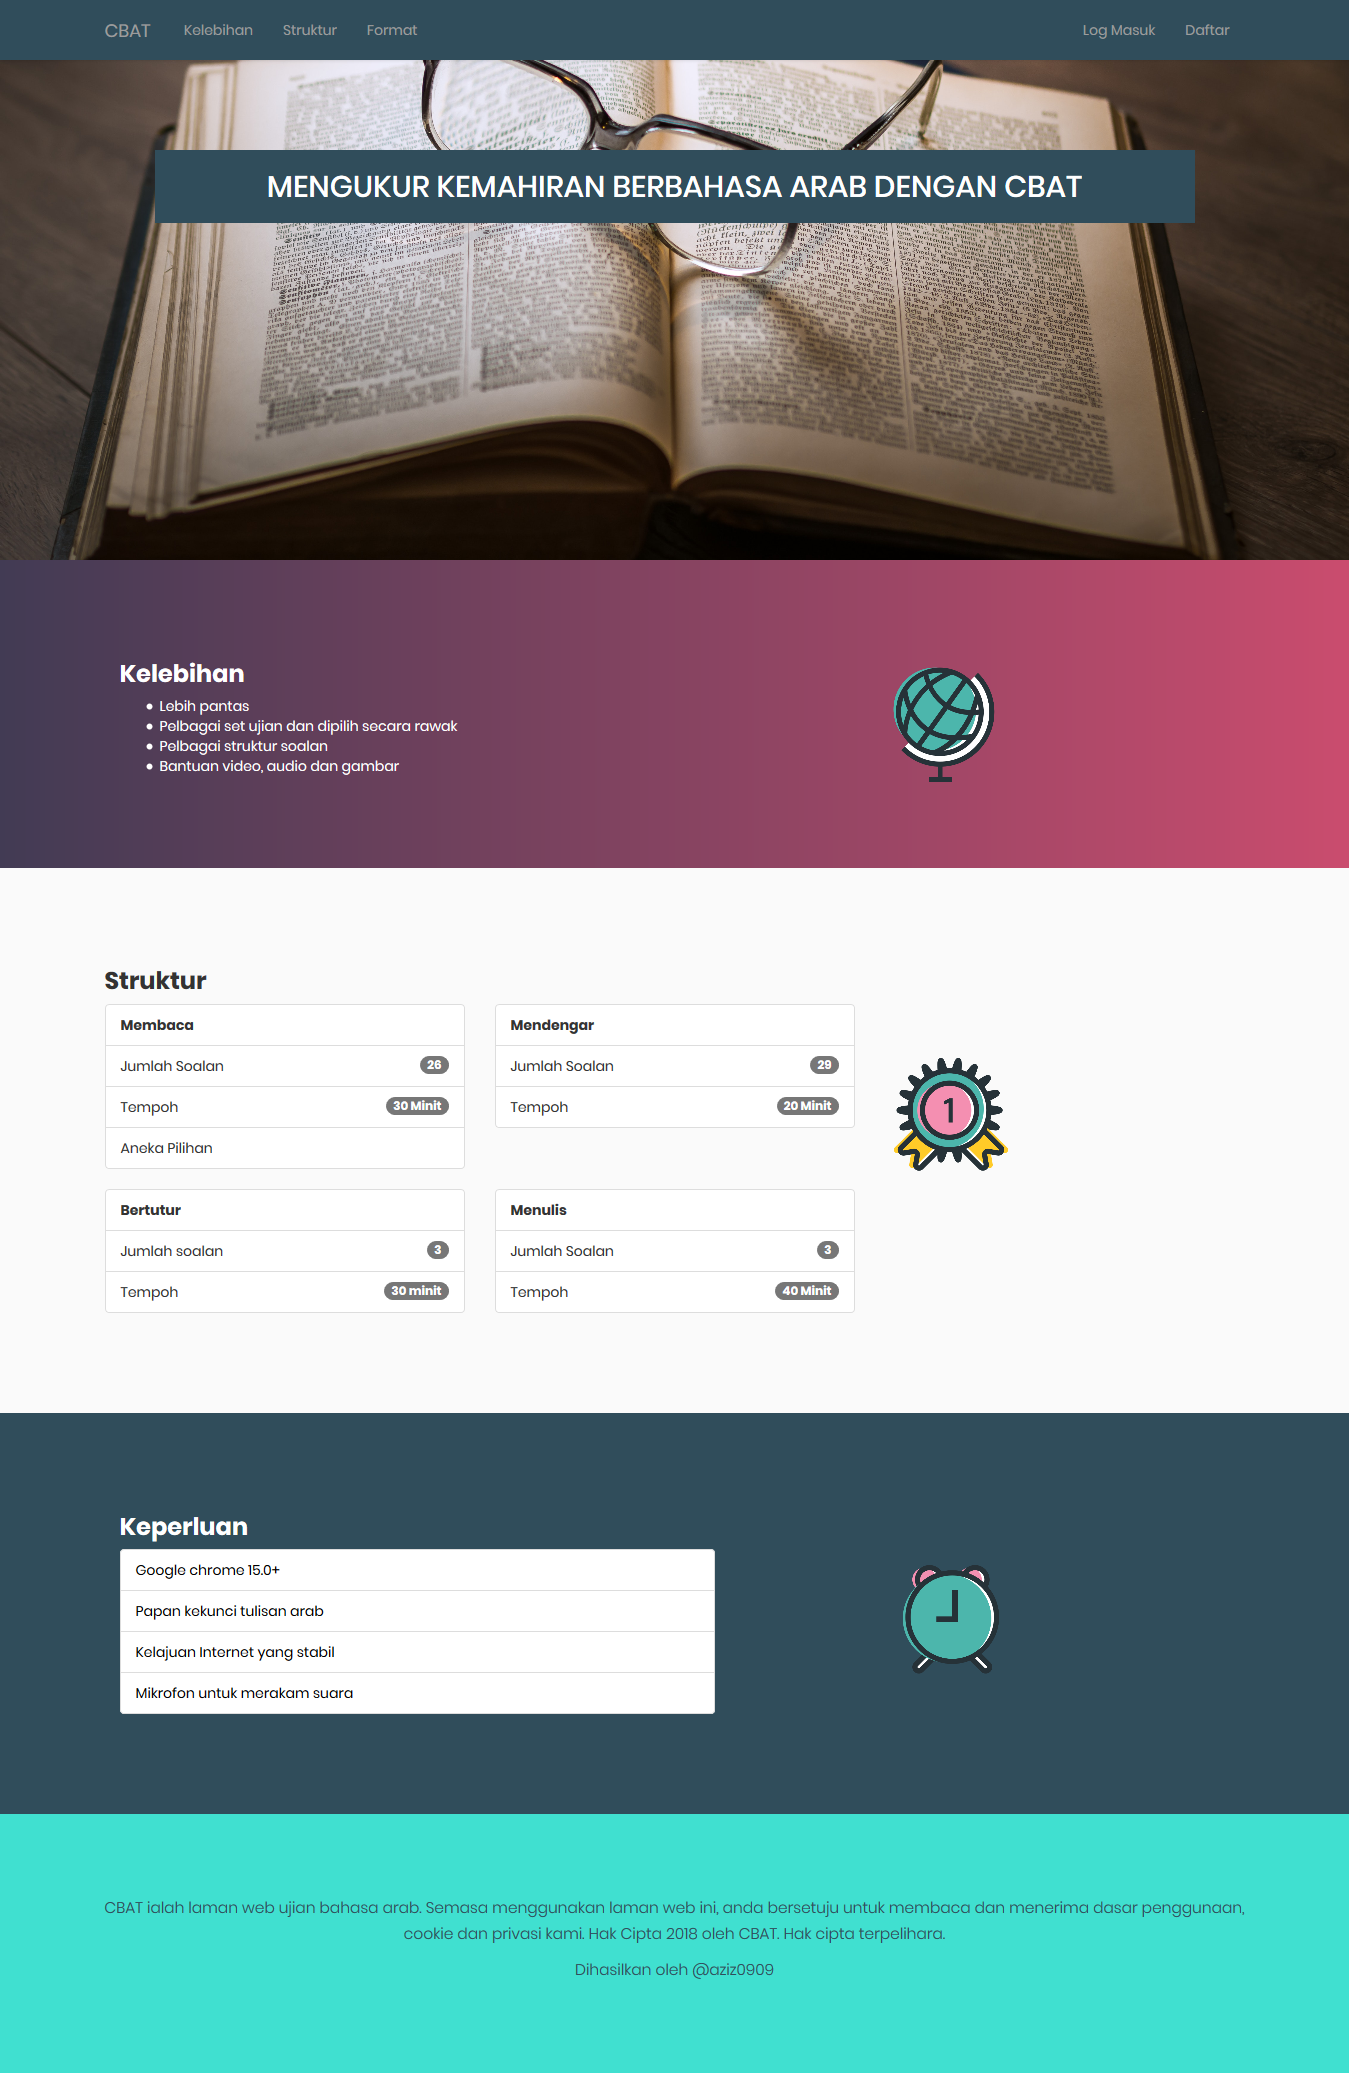 CBAT Kelebihan Struktur Format Log Masuk Daftar
MENGUKUR KEMAHIRAN BERBAHASA ARAB DENGAN CBAT
Kelebihan
Lebih pantas
Pelbagai set ujian dan dipilih secara rawak
Pelbagai struktur soalan
Bantuan video, audio dan gambar
Struktur
Membaca
Jumlah Soalan 26
Tempoh 30 Minit
Aneka Pilihan
Mendengar
Jumlah Soalan 29
Tempoh 20 Minit
1
Bertutur
Jumlah soalan 3
Tempoh 30 minit
Menulis
Jumlah Soalan 3
Tempoh 40 Minit
Keperluan
Google chrome 15.0+
Papan kekunci tulisan arab
Kelajuan Internet yang stabil
Mikrofon untuk merakam suara
CBAT ialah laman web ujian bahasa arab. Semasa menggunakan laman web ini, anda bersetuju untuk membaca dan menerima dasar penggunaan,
cookie dan privasi kami. Hak Cipta 2018 oleh CBAT. Hak cipta terpelihara.
Dihasilkan oleh @aziz0909